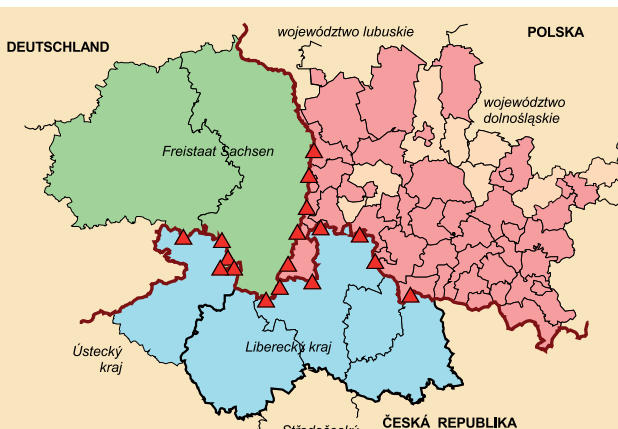 województwo lubuskie
POLSKA
DEUTSCHLAND
województwo
dolnośląskie
Freistaat Sachsen
Ústecký
kraj
Liberecký kraj
ČESKÁ REPUBLIKA